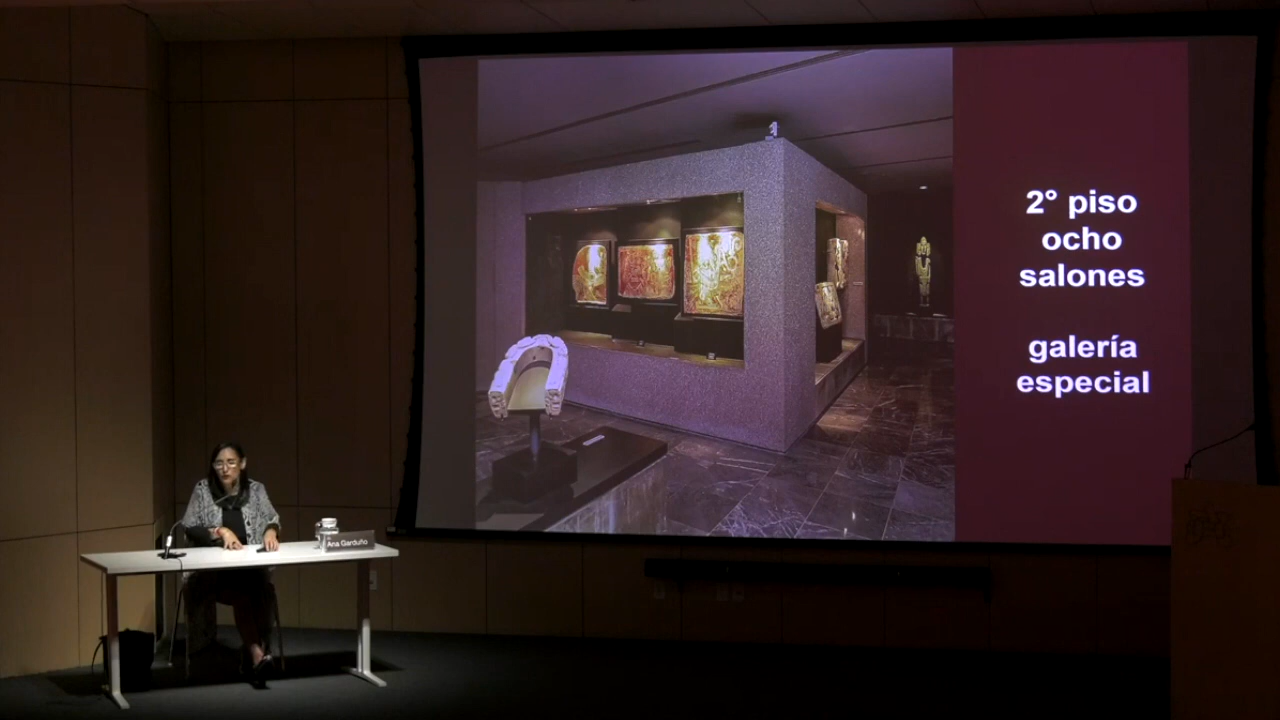 2° piso
ocho
salones
galería
especial
Ana Garduño